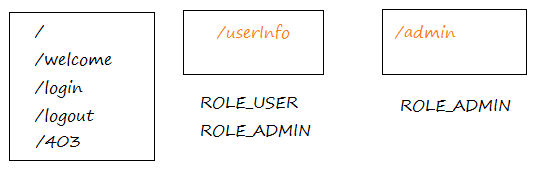 /
/welcome
/login
/logout
/403
/userInfo
ROLE_USER
ROLE_ADMIN
/admin
ROLE_ADMIN